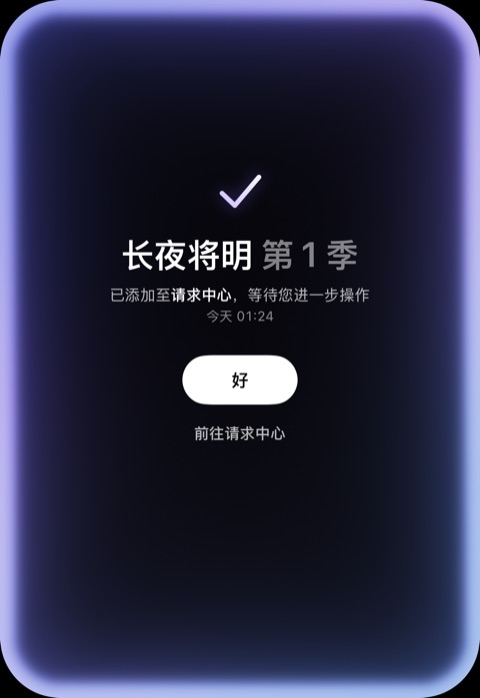 长夜将明 第 1 季
已添加至请求中心，等待您进一步操作
今天 01:24
好
前往请求中心